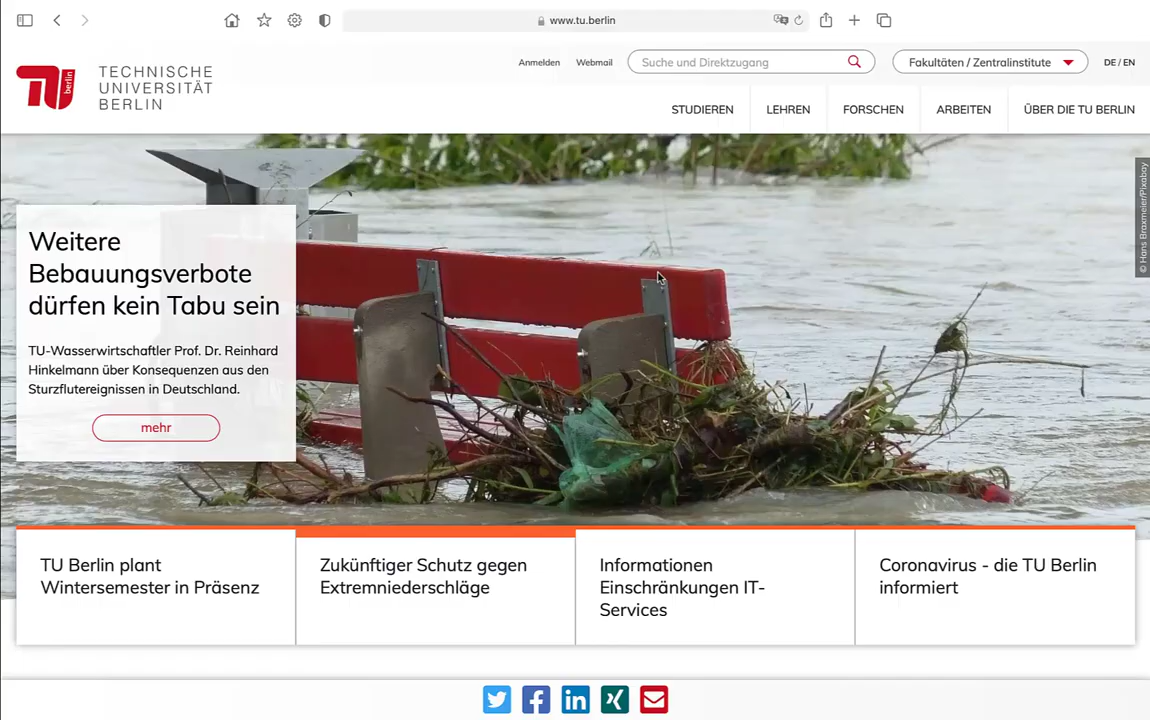 www.tu.berlin
Anmelden
Webmail
Suche und Direktzugang
Fakultäten / Zentralinstitute
DE / EN
TU berlin
TECHNISCHE
UNIVERSITÄT
BERLIN
STUDIEREN
LEHREN
FORSCHEN
ARBEITEN
ÜBER DIE TU BERLIN
© Hans Braxmeier/Pixabay
Weitere
Bebauungsverbote
dürfen kein Tabu sein
TU-Wasserwirtschaftler Prof. Dr. Reinhard
Hinkelmann über Konsequenzen aus den
Sturzflutereignissen in Deutschland.
mehr
TU Berlin plant
Wintersemester in Präsenz
Zukünftiger Schutz gegen
Extremniederschläge
Informationen
Einschränkungen IT-
Services
Coronavirus - die TU Berlin
informiert